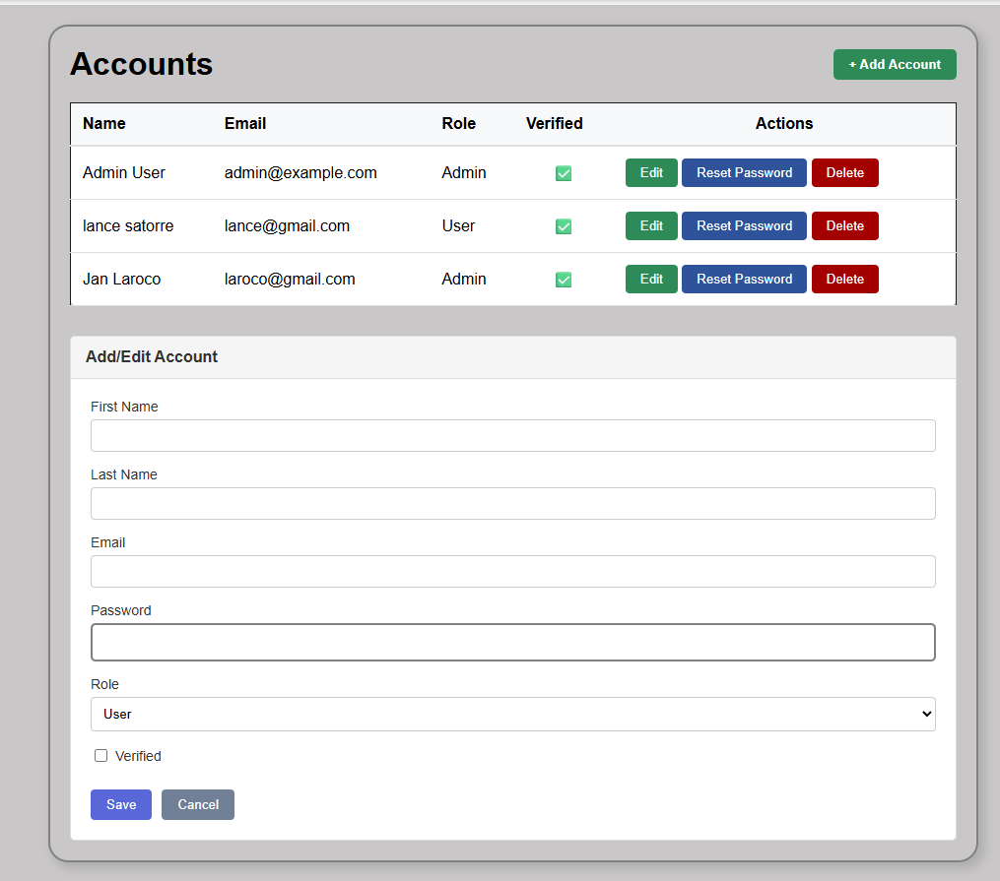 Accounts
+ Add Account
Name Email Role Verified Actions
Admin User admin@example.com Admin Edit Reset Password Delete
lance satorre lance@gmail.com User Edit Reset Password Delete
Jan Laroco laroco@gmail.com Admin Edit Reset Password Delete
Add/Edit Account
First Name
Last Name
Email
Password
Role
User
Verified
Save Cancel